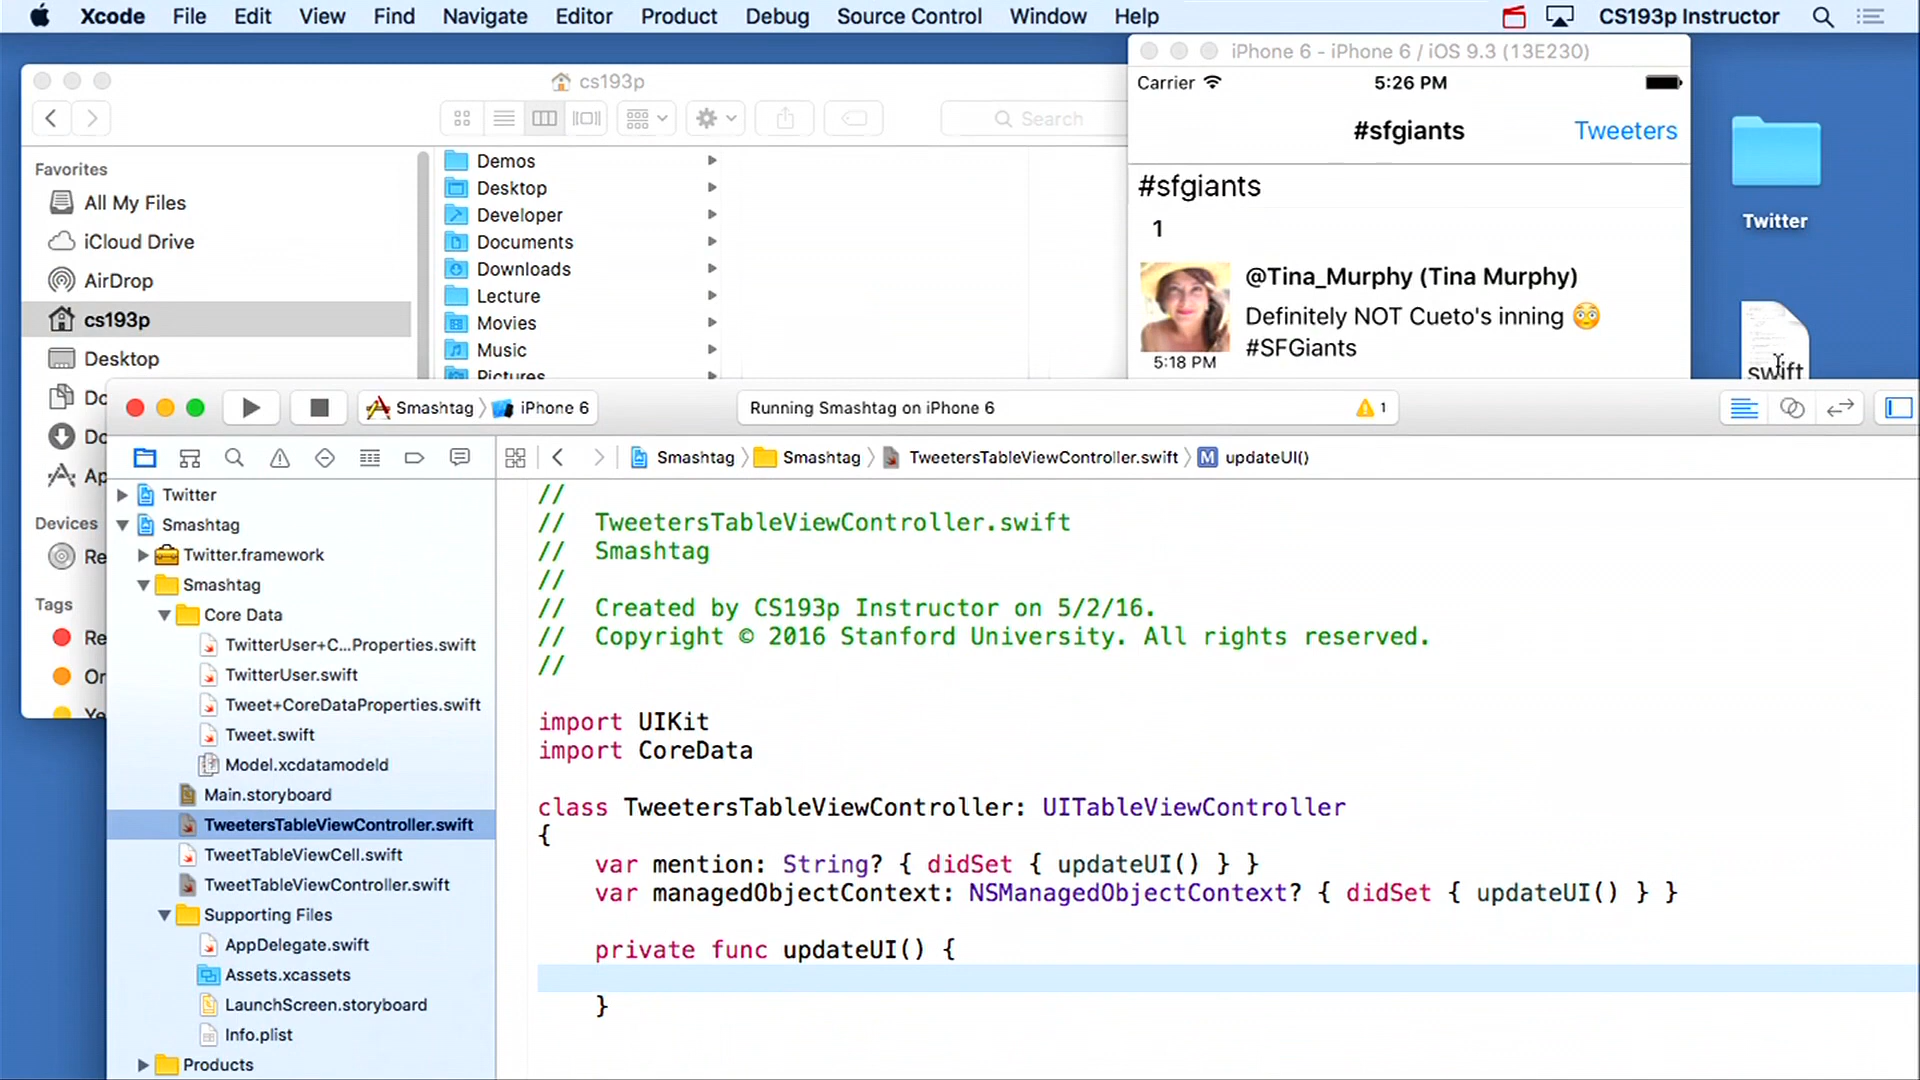 Xcode File Edit View Find Navigate Editor Product Debug Source Control Window Help CS193p Instructor
cs193p
Search
Favorites
All My Files
iCloud Drive
AirDrop
cs193p
Desktop
Do
Do
Ap
Devices
Re
Tags
Re
Or
Ye
Demos
Desktop
Developer
Documents
Downloads
Lecture
Movies
Music
Pictures
iPhone 6 - iPhone 6 / iOS 9.3 (13E230)
Carrier 5:26 PM
#sfgiants Tweeters
#sfgiants
1
@Tina_Murphy (Tina Murphy)
Definitely NOT Cueto's inning 😳
#SFGiants
5:18 PM
Twitter
swift
Smashtag iPhone 6
Running Smashtag on iPhone 6 1
Smashtag Smashtag TweetersTableViewController.swift M updateUI()
Twitter
Smashtag
Twitter.framework
Smashtag
Core Data
TwitterUser+C...Properties.swift
TwitterUser.swift
Tweet+CoreDataProperties.swift
Tweet.swift
Model.xcdatamodeld
Main.storyboard
TweetersTableViewController.swift
TweetTableViewCell.swift
TweetTableViewController.swift
Supporting Files
AppDelegate.swift
Assets.xcassets
LaunchScreen.storyboard
Info.plist
Products
//
// TweetersTableViewController.swift
// Smashtag
//
// Created by CS193p Instructor on 5/2/16.
// Copyright © 2016 Stanford University. All rights reserved.
//
import UIKit
import CoreData
class TweetersTableViewController: UITableViewController
{
var mention: String? { didSet { updateUI() } }
var managedObjectContext: NSManagedObjectContext? { didSet { updateUI() } }
private func updateUI() {
}